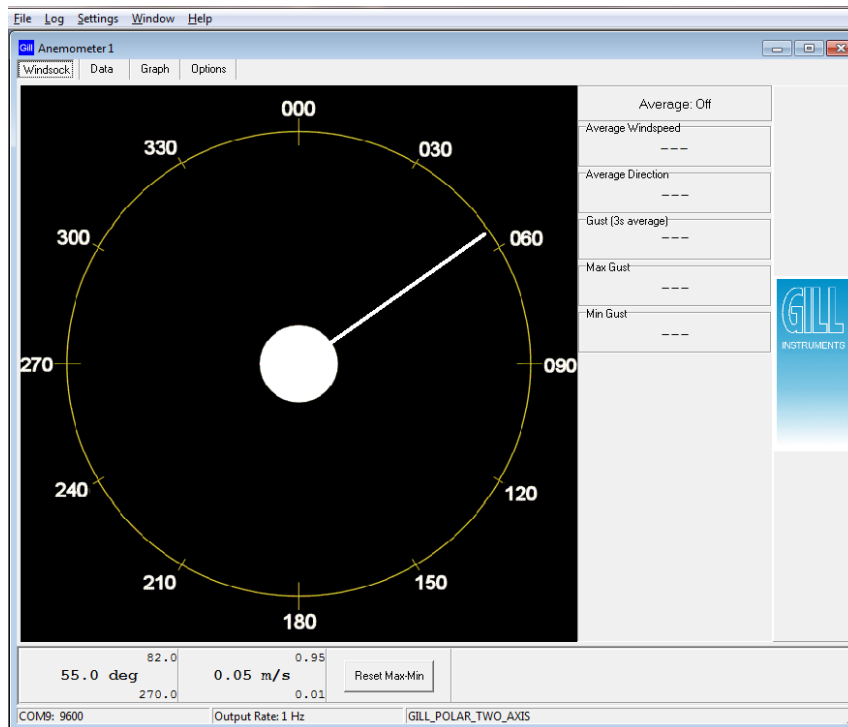 File Log Settings Window Help
Gill Anemometer 1
Windsock Data Graph Options
000
030
060
090
120
150
180
210
240
270
300
330
Average: Off
Average Windspeed
---
Average Direction
---
Gust (3s average)
---
Max Gust
---
Min Gust
---
GILL
INSTRUMENTS
82.0
55.0 deg
270.0
0.95
0.05 m/s
0.01
Reset Max-Min
COM9: 9600 Output Rate: 1 Hz GILL_POLAR_TWO_AXIS